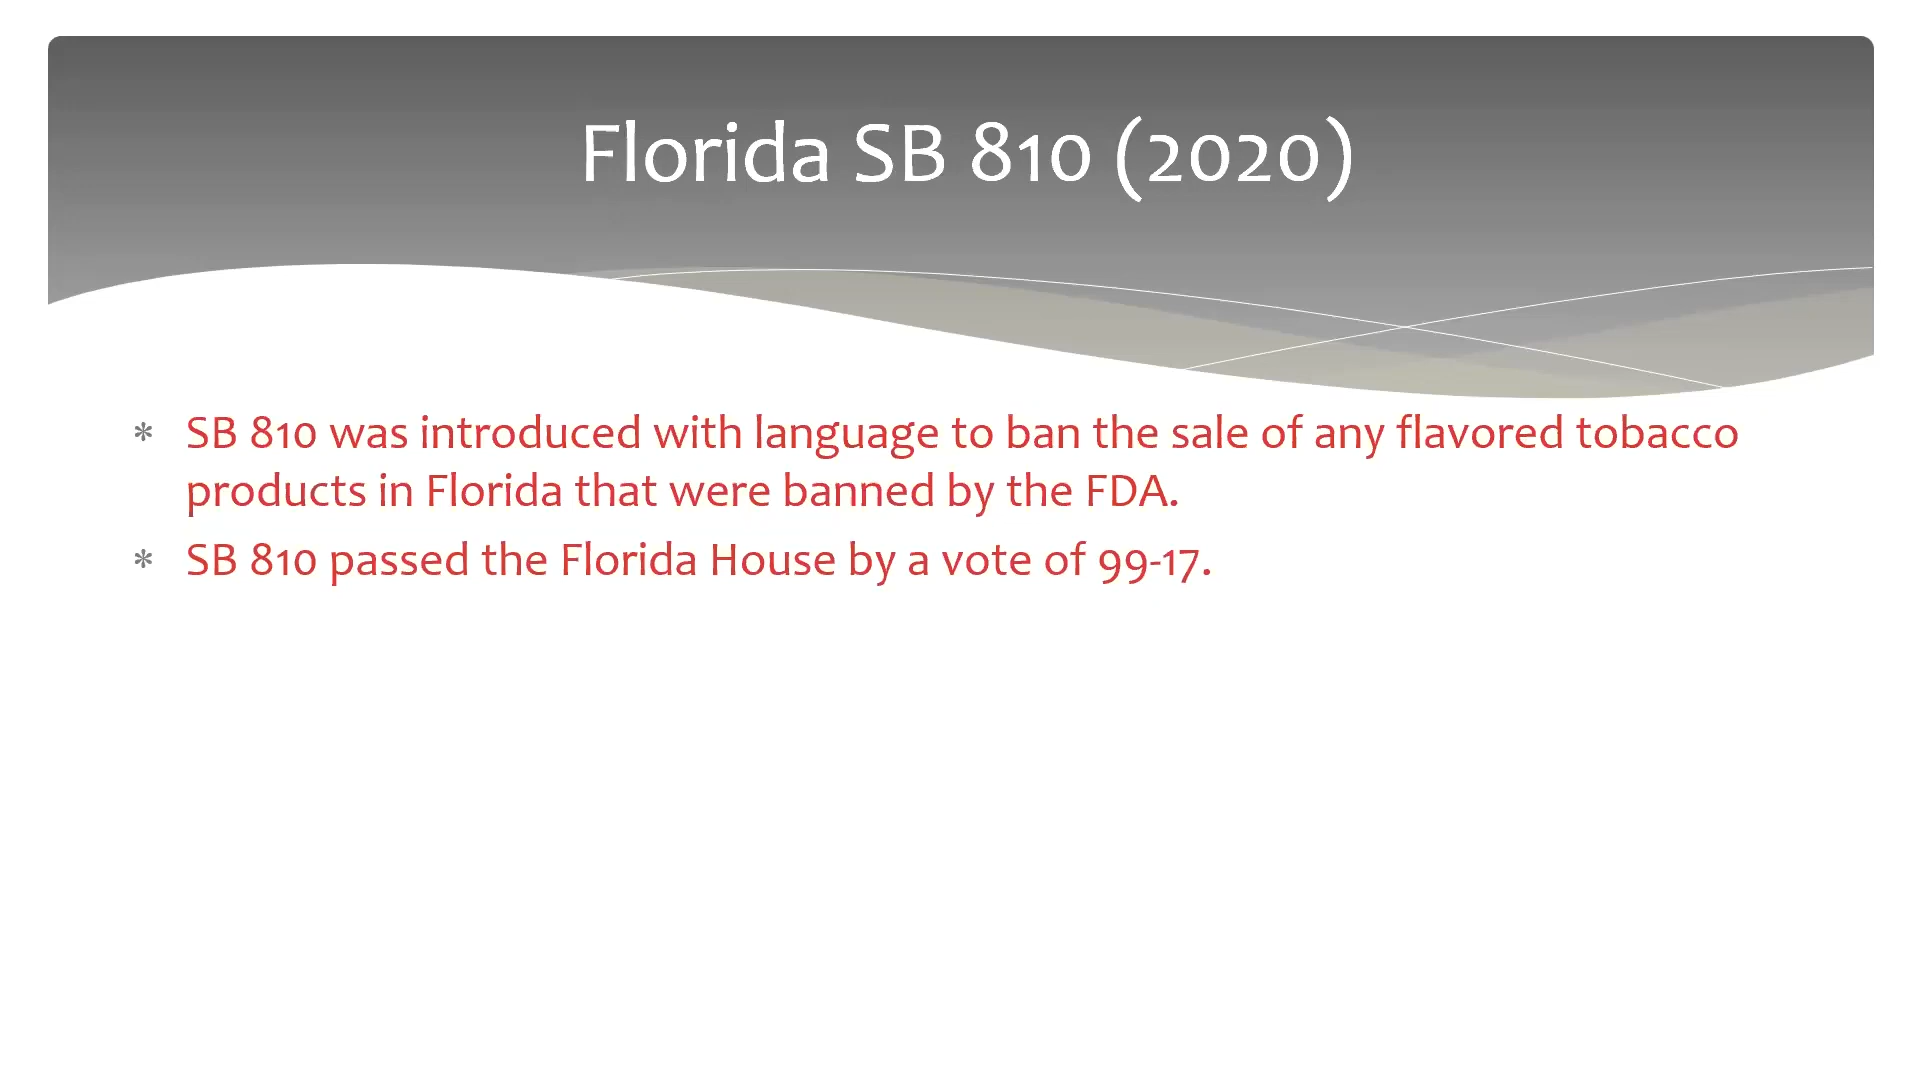 Florida SB 810 (2020)
* SB 810 was introduced with language to ban the sale of any flavored tobacco
products in Florida that were banned by the FDA.
* SB 810 passed the Florida House by a vote of 99-17.